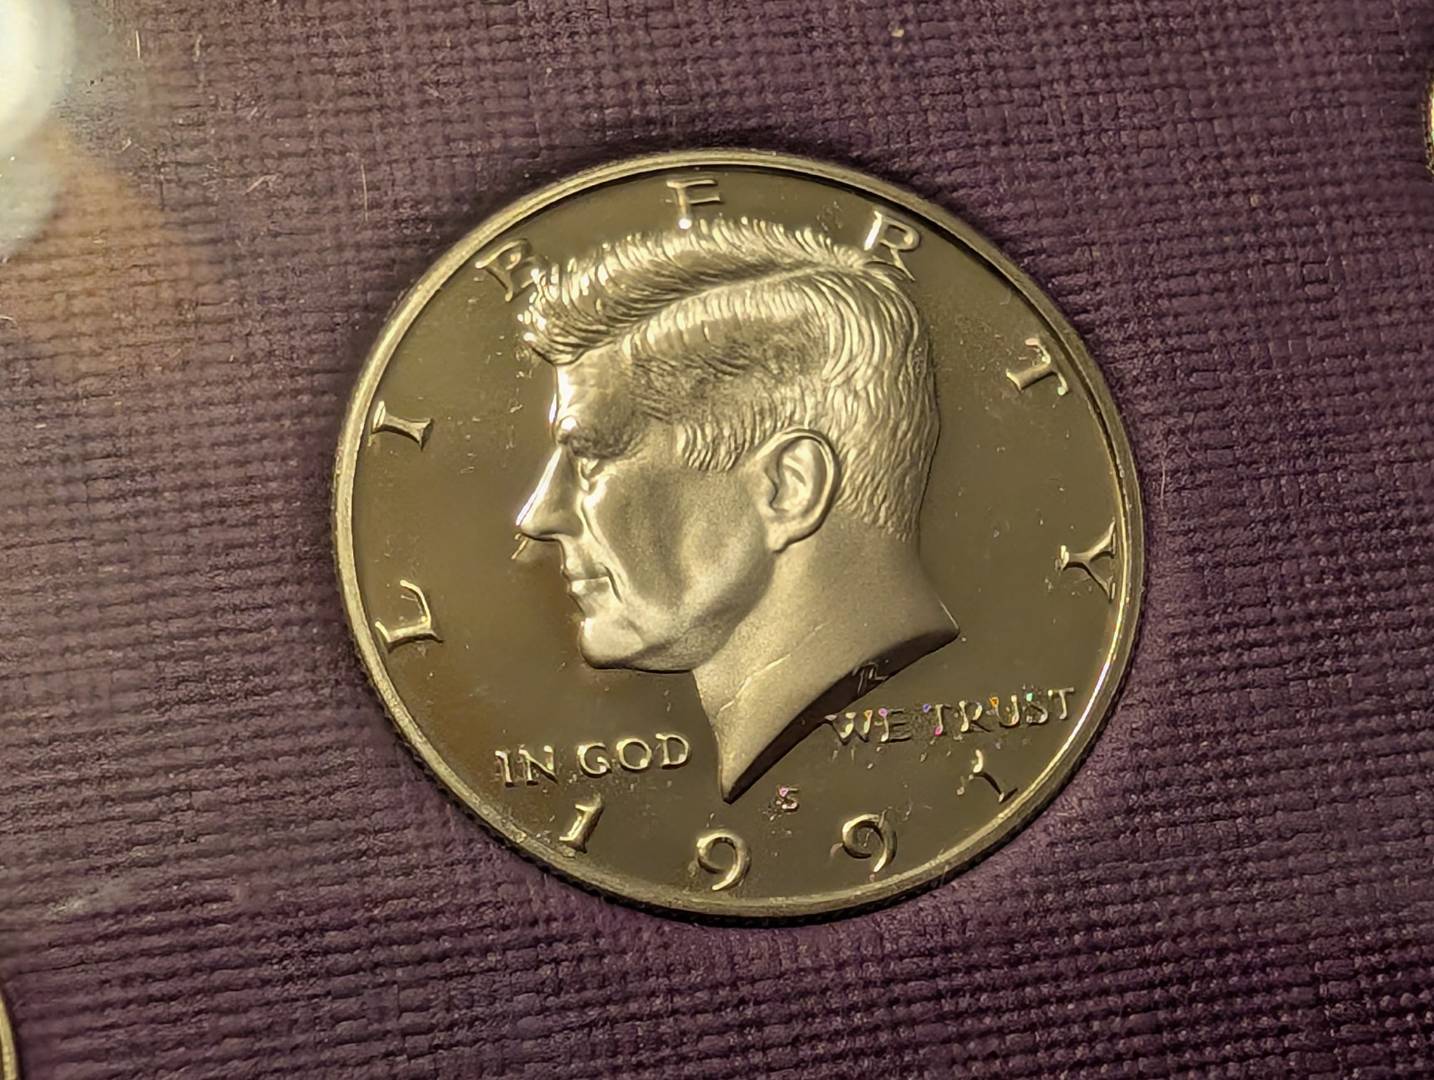 LIBERTY
IN GOD WE TRUST
S
1991